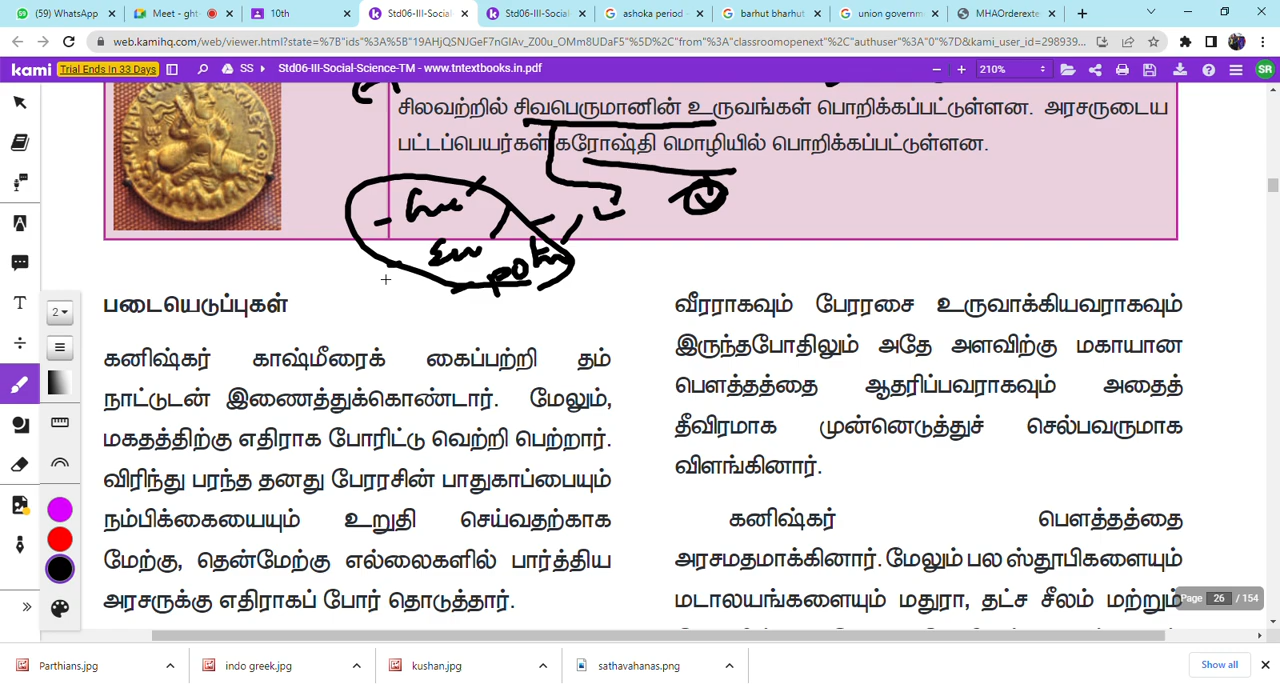 (59) WhatsApp
Meet - ght-
10th
Std06-III-Social-
Std06-III-Social-
ashoka period -
barhut bharhut
union governm
MHAOrderexte
web.kamihq.com/web/viewer.html?state=%7B"ids"%3A%5B"19AHjQSNJGeF7nGIAv_Z00u_OMm8UDaF5"%5D%2C"from"%3A"classroomopennext"%2C"authuser"%3A"0"%7D&kami_user_id=298939...
kami Trial Ends In 33 Days SS Std06-III-Social-Science-TM - www.tntextbooks.in.pdf 210% SR
சிலவற்றில் சிவபெருமானின் உருவங்கள் பொறிக்கப்பட்டுள்ளன. அரசருடைய
பட்டப்பெயர்கள் கரோஷ்தி மொழியில் பொறிக்கப்பட்டுள்ளன.
படையெடுப்புகள்
கனிஷ்கர் காஷ்மீரைக் கைப்பற்றி தம்
நாட்டுடன் இணைத்துக்கொண்டார். மேலும்,
மகதத்திற்கு எதிராக போரிட்டு வெற்றி பெற்றார்.
விரிந்து பரந்த தனது பேரரசின் பாதுகாப்பையும்
நம்பிக்கையையும் உறுதி செய்வதற்காக
மேற்கு, தென்மேற்கு எல்லைகளில் பார்த்திய
அரசருக்கு எதிராகப் போர் தொடுத்தார்.
வீரராகவும் பேரரசை உருவாக்கியவராகவும்
இருந்தபோதிலும் அதே அளவிற்கு மகாயான
பௌத்தத்தை ஆதரிப்பவராகவும் அதைத்
தீவிரமாக முன்னெடுத்துச் செல்பவருமாக
விளங்கினார்.
கனிஷ்கர் பௌத்தத்தை
அரசமதமாக்கினார். மேலும் பல ஸ்தூபிகளையும்
மடாலயங்களையும் மதுரா, தட்ச சீலம் மற்றும்
Page 26 / 154
2
Parthians.jpg
indo greek.jpg
kushan.jpg
sathavahanas.png
Show all